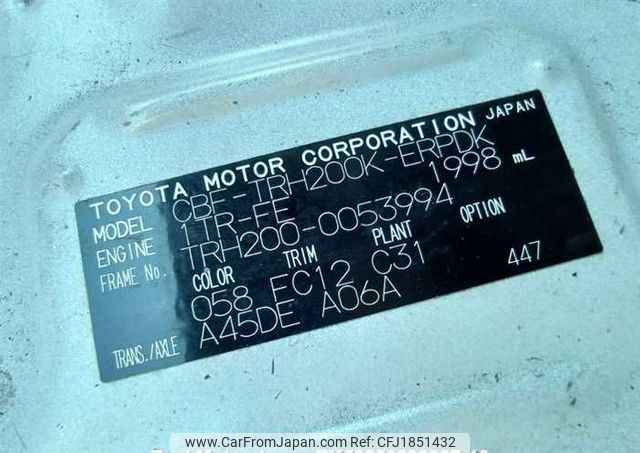 TOYOTA MOTOR CORPORATION JAPAN
MODEL CBF-TRH200K-ERPDK
ENGINE 1TR-FE 1998 mL
FRAME No. TRH200-0053994
COLOR TRIM PLANT OPTION
058 FC12 C31 447
TRANS./AXLE A45DE A06A
www.CarFromJapan.com - CFJ1851432